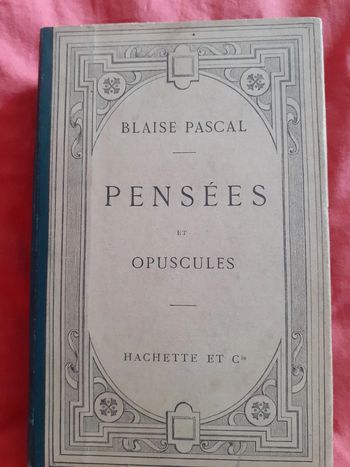 BLAISE PASCAL
PENSÉES
ET
OPUSCULES
HACHETTE ET Cie